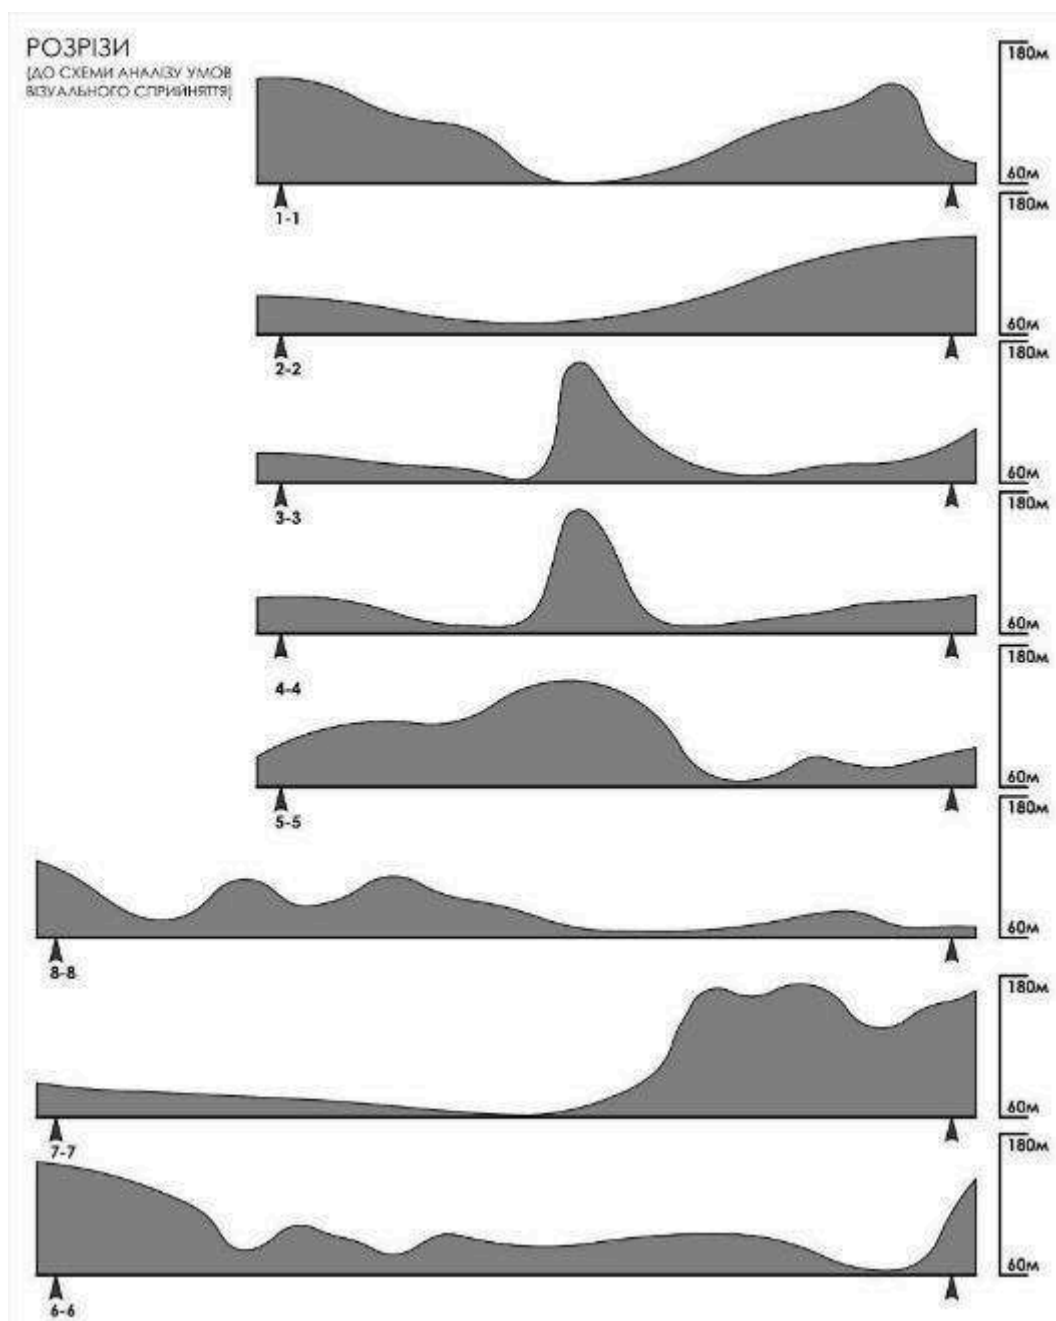 РОЗРІЗИ
(ДО СХЕМИ АНАЛІЗУ УМОВ
ВІЗУАЛЬНОГО СПРИЙНЯТТЯ)
180м
60м
1-1
180м
60м
2-2
180м
60м
3-3
180м
60м
4-4
180м
60м
5-5
180м
60м
8-8
180м
60м
7-7
180м
60м
6-6